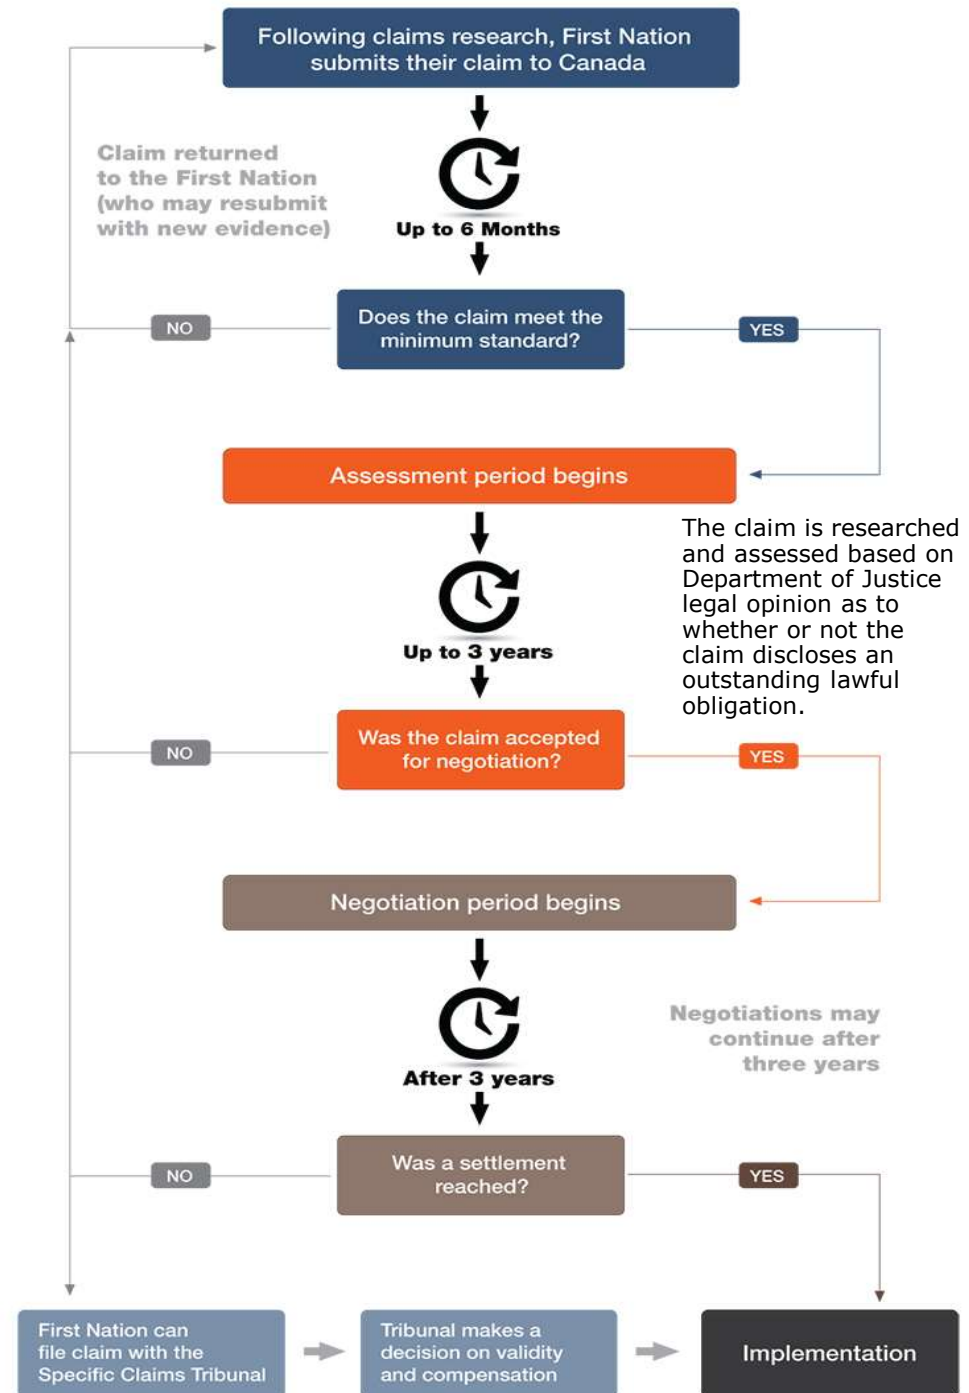 Following claims research, First Nation
submits their claim to Canada
Claim returned
to the First Nation
(who may resubmit
with new evidence)
Up to 6 Months
Does the claim meet the
minimum standard?
NO
YES
Assessment period begins
The claim is researched
and assessed based on
Department of Justice
legal opinion as to
whether or not the
claim discloses an
outstanding lawful
obligation.
Up to 3 years
Was the claim accepted
for negotiation?
NO
YES
Negotiation period begins
Negotiations may
continue after
three years
After 3 years
Was a settlement
reached?
NO
YES
First Nation can
file claim with the
Specific Claims Tribunal
Tribunal makes a
decision on validity
and compensation
Implementation